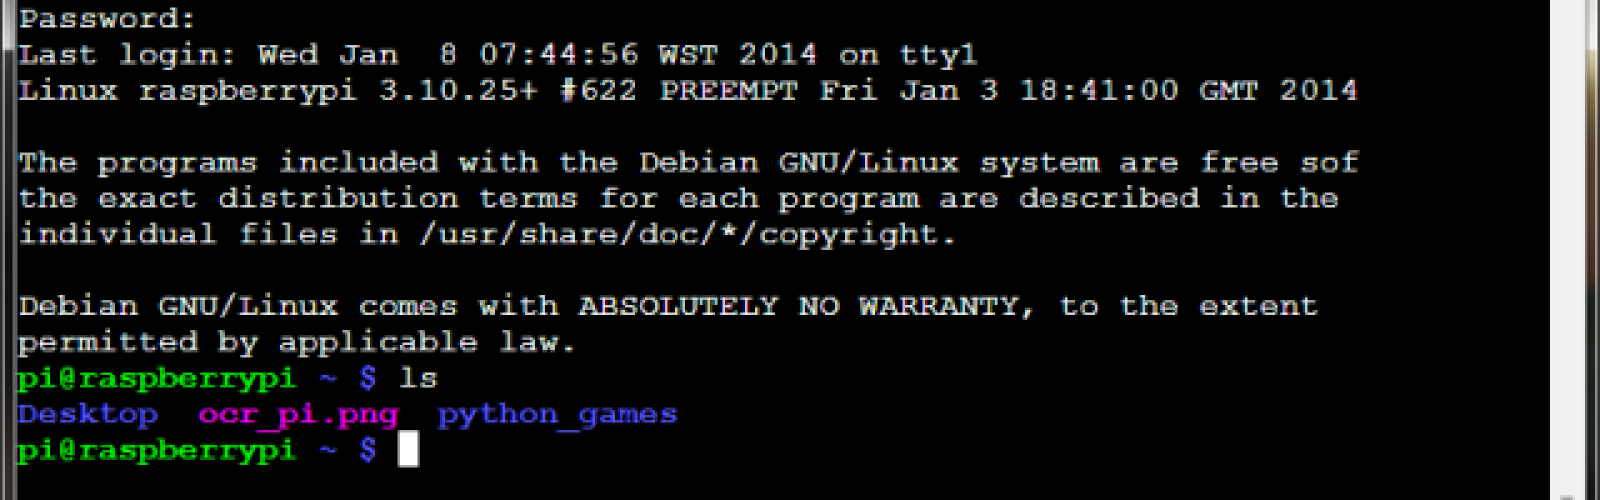 Password:
Last login: Wed Jan  8 07:44:56 WST 2014 on tty1
Linux raspberrypi 3.10.25+ #622 PREEMPT Fri Jan 3 18:41:00 GMT 2014
The programs included with the Debian GNU/Linux system are free sof
the exact distribution terms for each program are described in the
individual files in /usr/share/doc/*/copyright.
Debian GNU/Linux comes with ABSOLUTELY NO WARRANTY, to the extent
permitted by applicable law.
pi@raspberrypi ~ $ ls
Desktop  ocr_pi.png  python_games
pi@raspberrypi ~ $